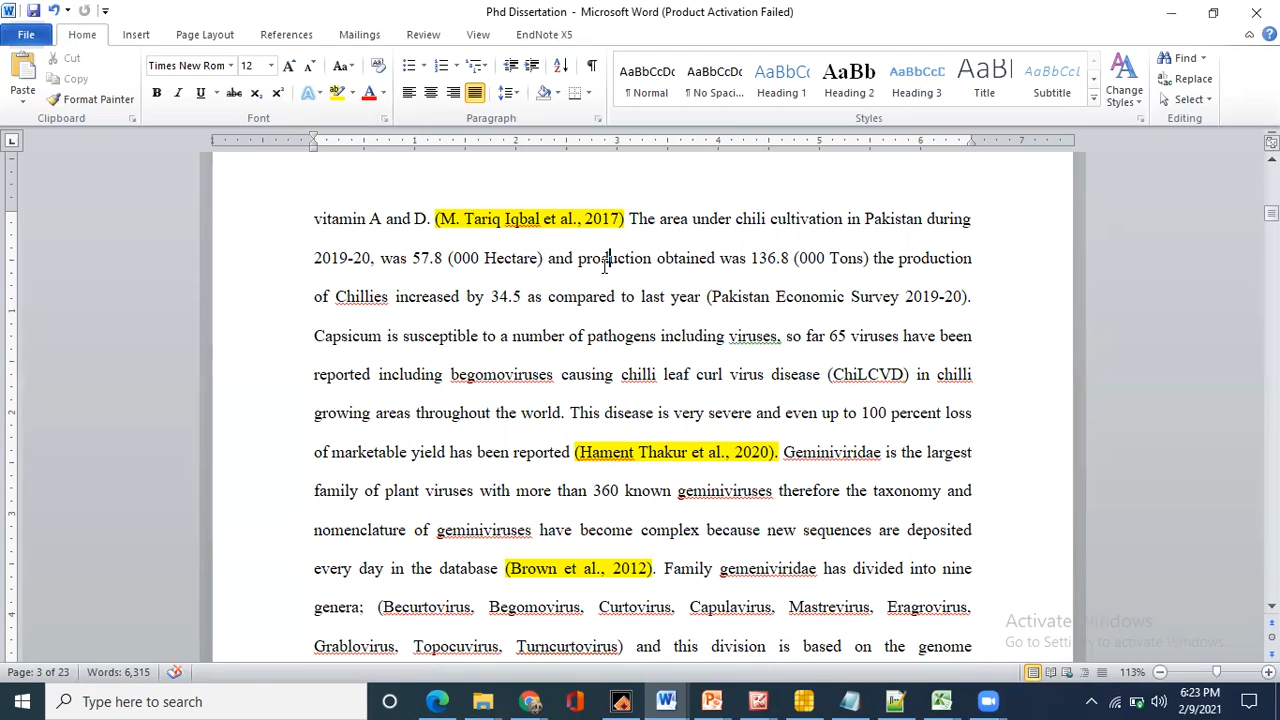 Phd Dissertation - Microsoft Word (Product Activation Failed)
File Home Insert Page Layout References Mailings Review View EndNote X5
Paste Cut Copy Format Painter
Times New Rom 12
AaBbCcDc AaBbCcDc AaBbC AaBb AaBbCcC AaB AaBbCcC
¶ Normal ¶ No Spaci... Heading 1 Heading 2 Heading 3 Title Subtitle
Change Styles
Find Replace Select
Clipboard Font Paragraph Styles Editing
vitamin A and D. (M. Tariq Iqbal et al., 2017) The area under chili cultivation in Pakistan during
2019-20, was 57.8 (000 Hectare) and production obtained was 136.8 (000 Tons) the production
of Chillies increased by 34.5 as compared to last year (Pakistan Economic Survey 2019-20).
Capsicum is susceptible to a number of pathogens including viruses, so far 65 viruses have been
reported including begomoviruses causing chilli leaf curl virus disease (ChiLCVD) in chilli
growing areas throughout the world. This disease is very severe and even up to 100 percent loss
of marketable yield has been reported (Hament Thakur et al., 2020). Geminiviridae is the largest
family of plant viruses with more than 360 known geminiviruses therefore the taxonomy and
nomenclature of geminiviruses have become complex because new sequences are deposited
every day in the database (Brown et al., 2012). Family gemeniviridae has divided into nine
genera; (Becurtovirus, Begomovirus, Curtovirus, Capulavirus, Mastrevirus, Eragrovirus,
Grablovirus, Topocuvirus, Turncurtovirus) and this division is based on the genome
Activate Windows
Go to Settings to activate Windows.
Page: 3 of 23 Words: 6,315 113%
Type here to search
6:23 PM
2/9/2021